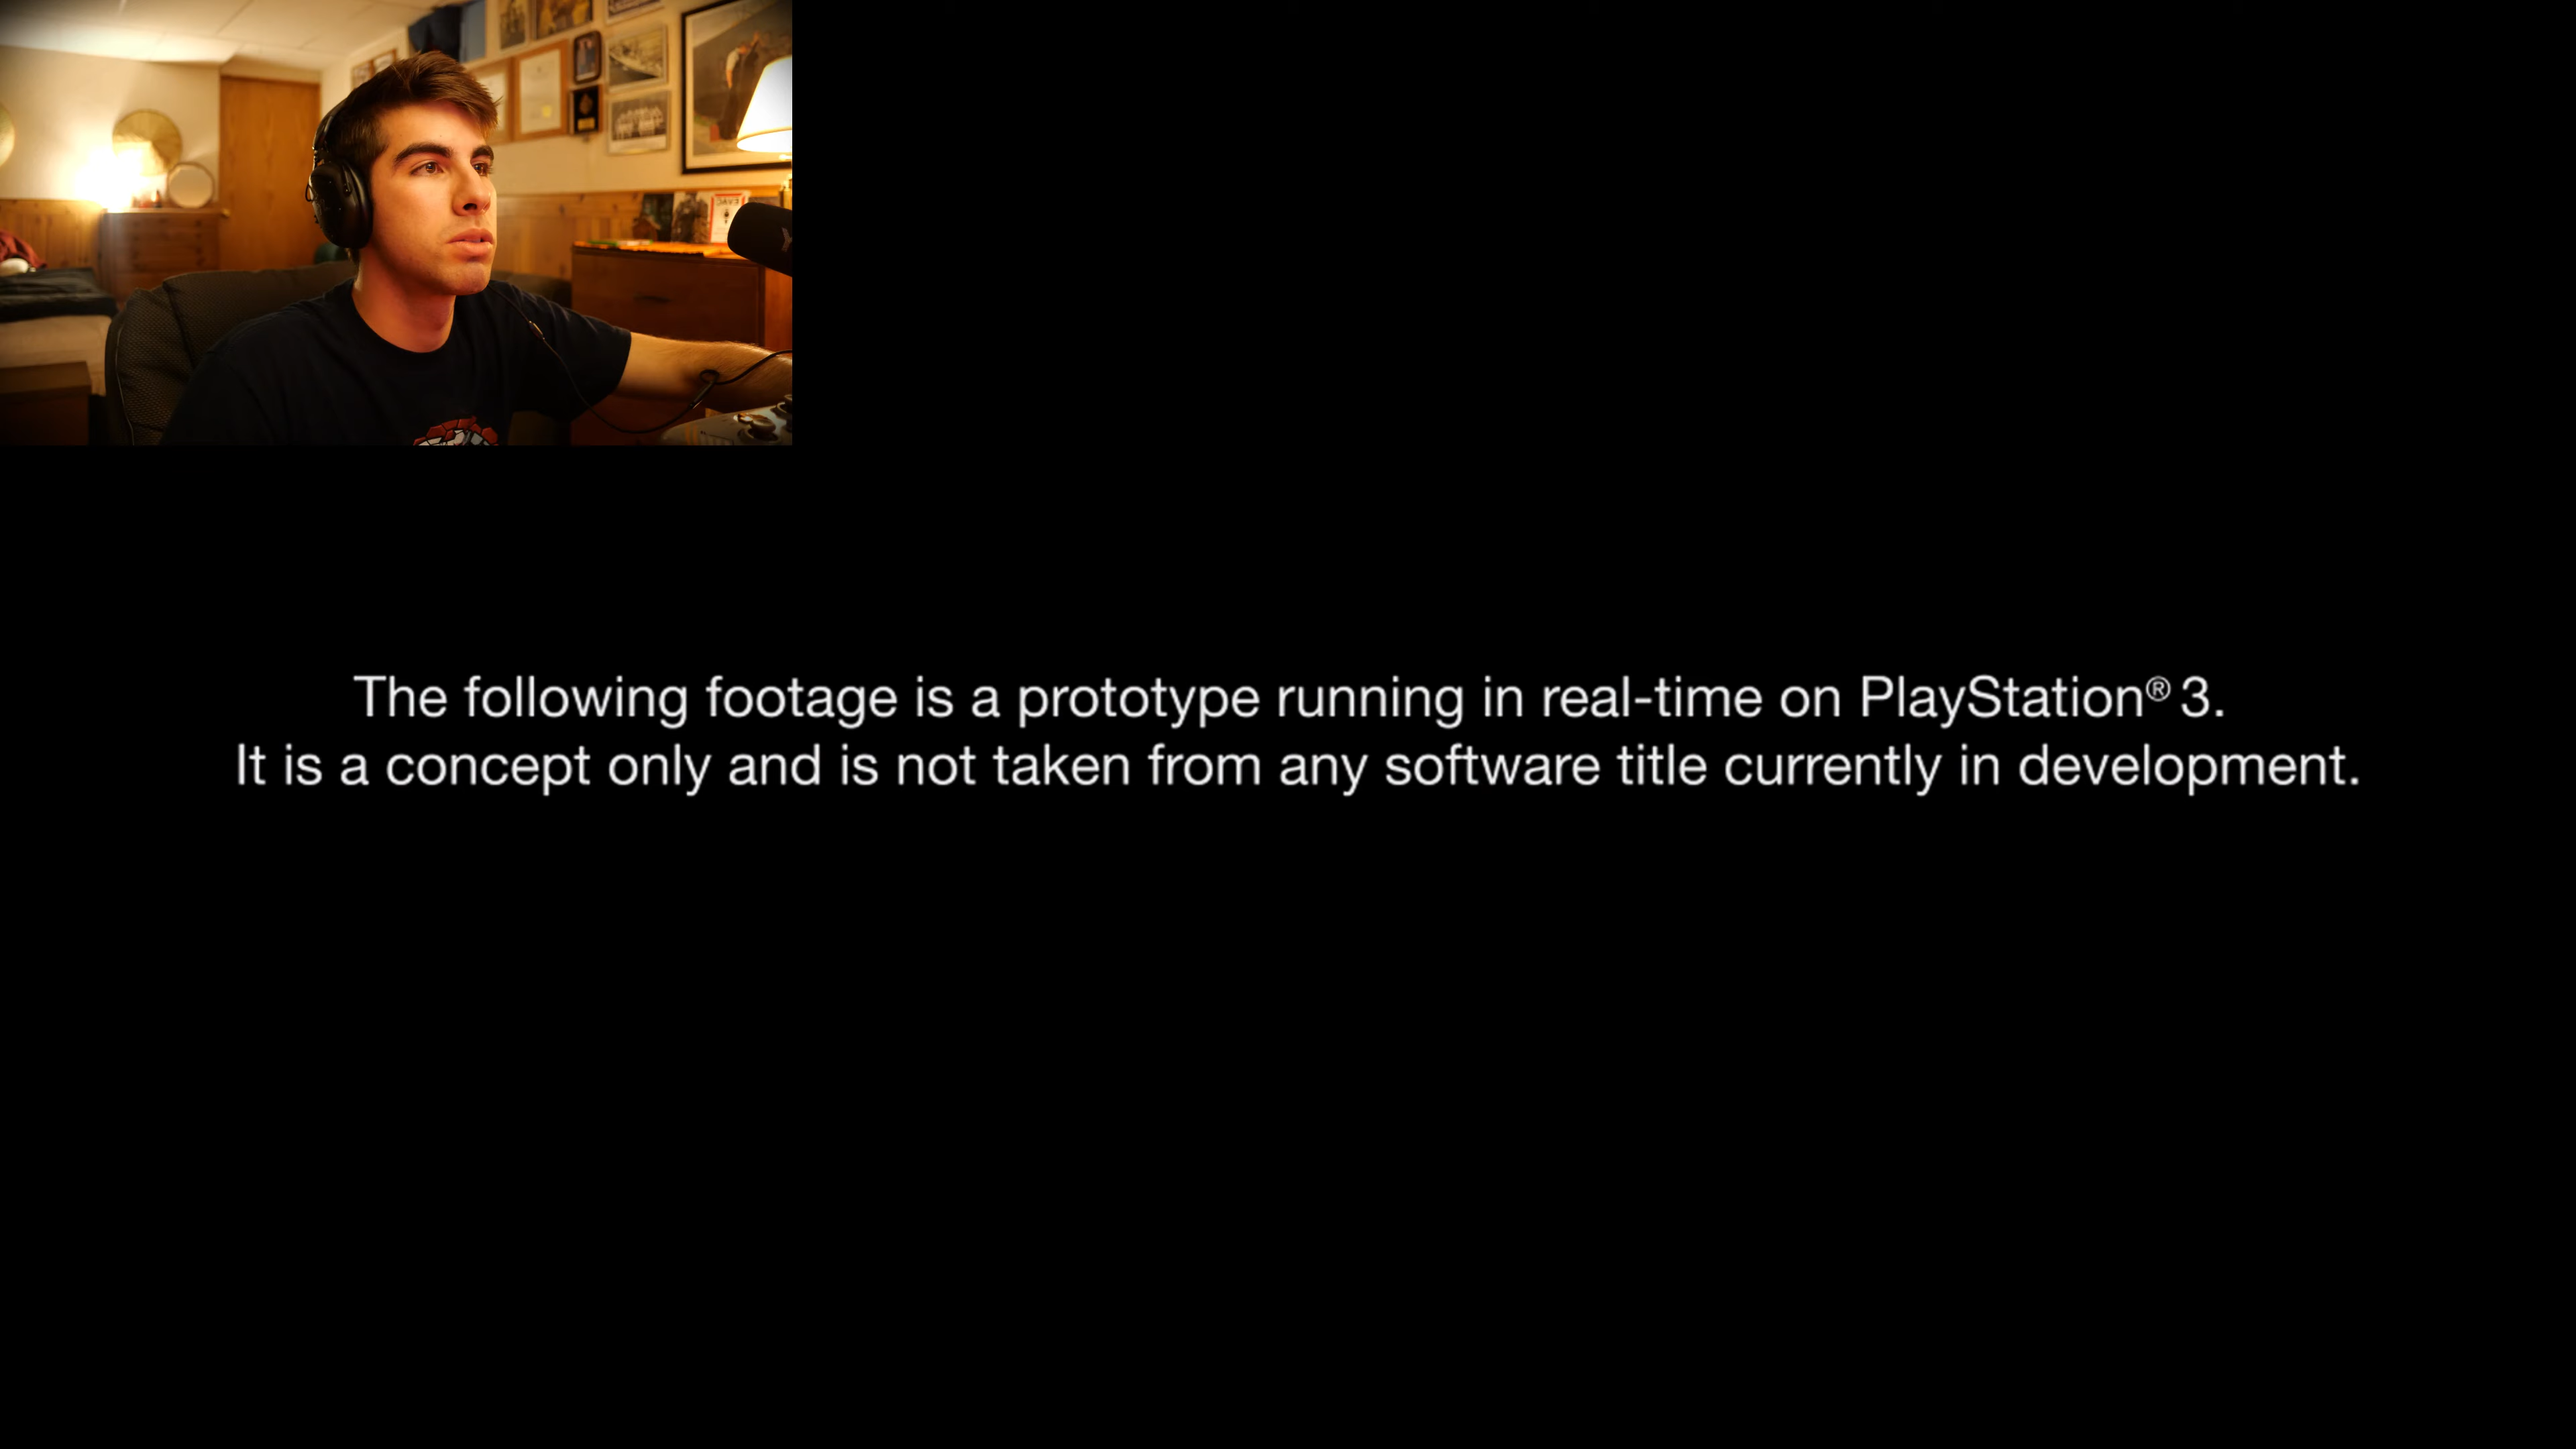 The following footage is a prototype running in real-time on PlayStation® 3.
It is a concept only and is not taken from any software title currently in development.